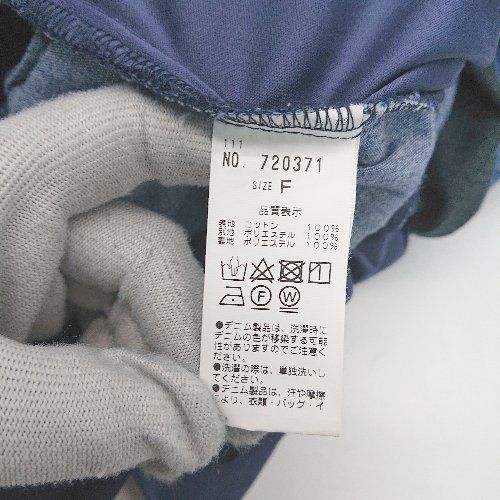 111
NO. 720371
SIZE F
品質表示
表地 コットン 100%
別地 ポリエステル 100%
裏地 ポリエステル 100%
F W
●デニム製品は、洗濯時に
デニムの色が移染する可能
性がありますのでご注意く
ださい。
●洗濯の際は、単独洗いし
てください。
●デニム製品は、汗や摩擦
により、衣類・バッグ・イ